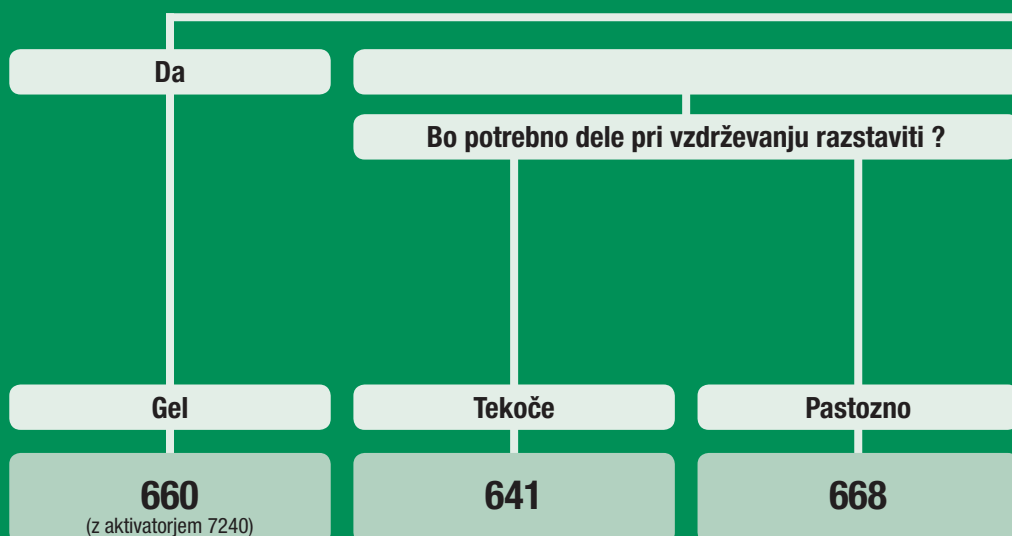 Da
Bo potrebno dele pri vzdrževanju razstaviti ?
Gel
Tekoče
Pastozno
660
(z aktivatorjem 7240)
641
668